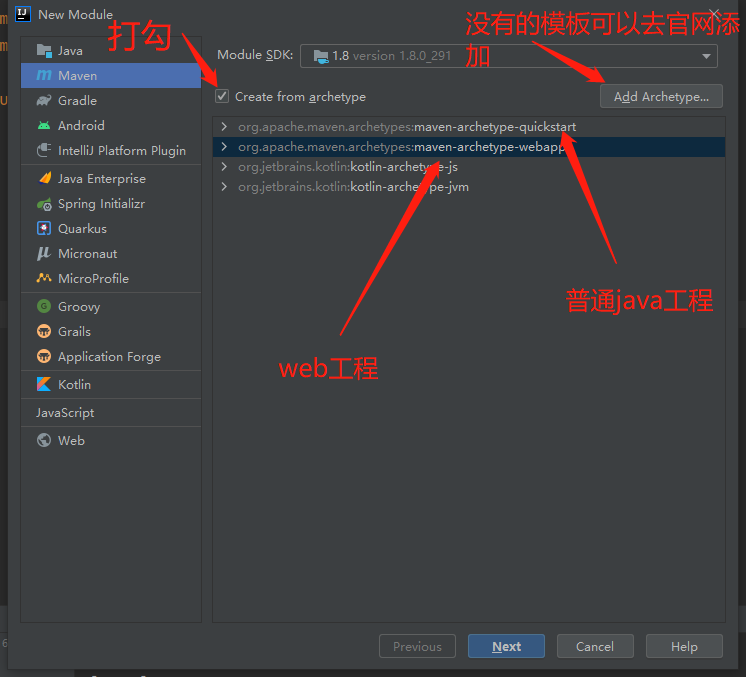 New Module
打勾
没有的模板可以去官网添
加
Module SDK:
1.8 version 1.8.0_291
Create from archetype
Add Archetype...
Java
Maven
Gradle
Android
IntelliJ Platform Plugin
Java Enterprise
Spring Initializr
Quarkus
Micronaut
MicroProfile
Groovy
Grails
Application Forge
Kotlin
JavaScript
Web
org.apache.maven.archetypes:maven-archetype-quickstart
org.apache.maven.archetypes:maven-archetype-webapp
org.jetbrains.kotlin:kotlin-archetype-js
org.jetbrains.kotlin:kotlin-archetype-jvm
普通java工程
web工程
Previous
Next
Cancel
Help